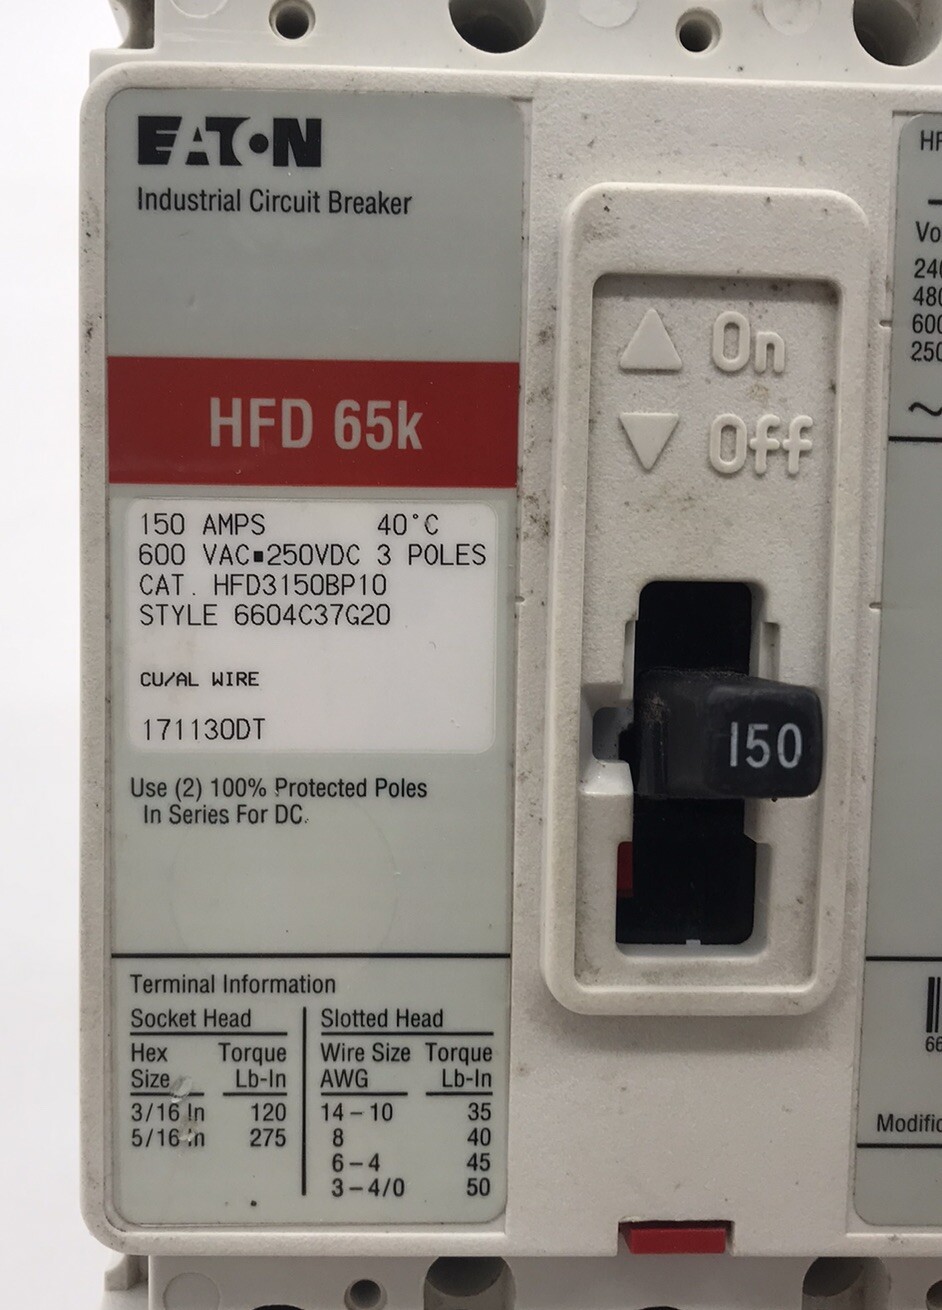 EATON
Industrial Circuit Breaker
HFD 65k
150 AMPS 40°C
600 VAC▪250VDC 3 POLES
CAT. HFD3150BP10
STYLE 6604C37G20
CU/AL WIRE
171130DT
Use (2) 100% Protected Poles
In Series For DC.
Terminal Information
Socket Head Slotted Head
Hex Torque Wire Size Torque
Size Lb-In AWG Lb-In
3/16 In 120 14 – 10 35
5/16 In 275 8 40
6 – 4 45
3 – 4/0 50
On
Off
150